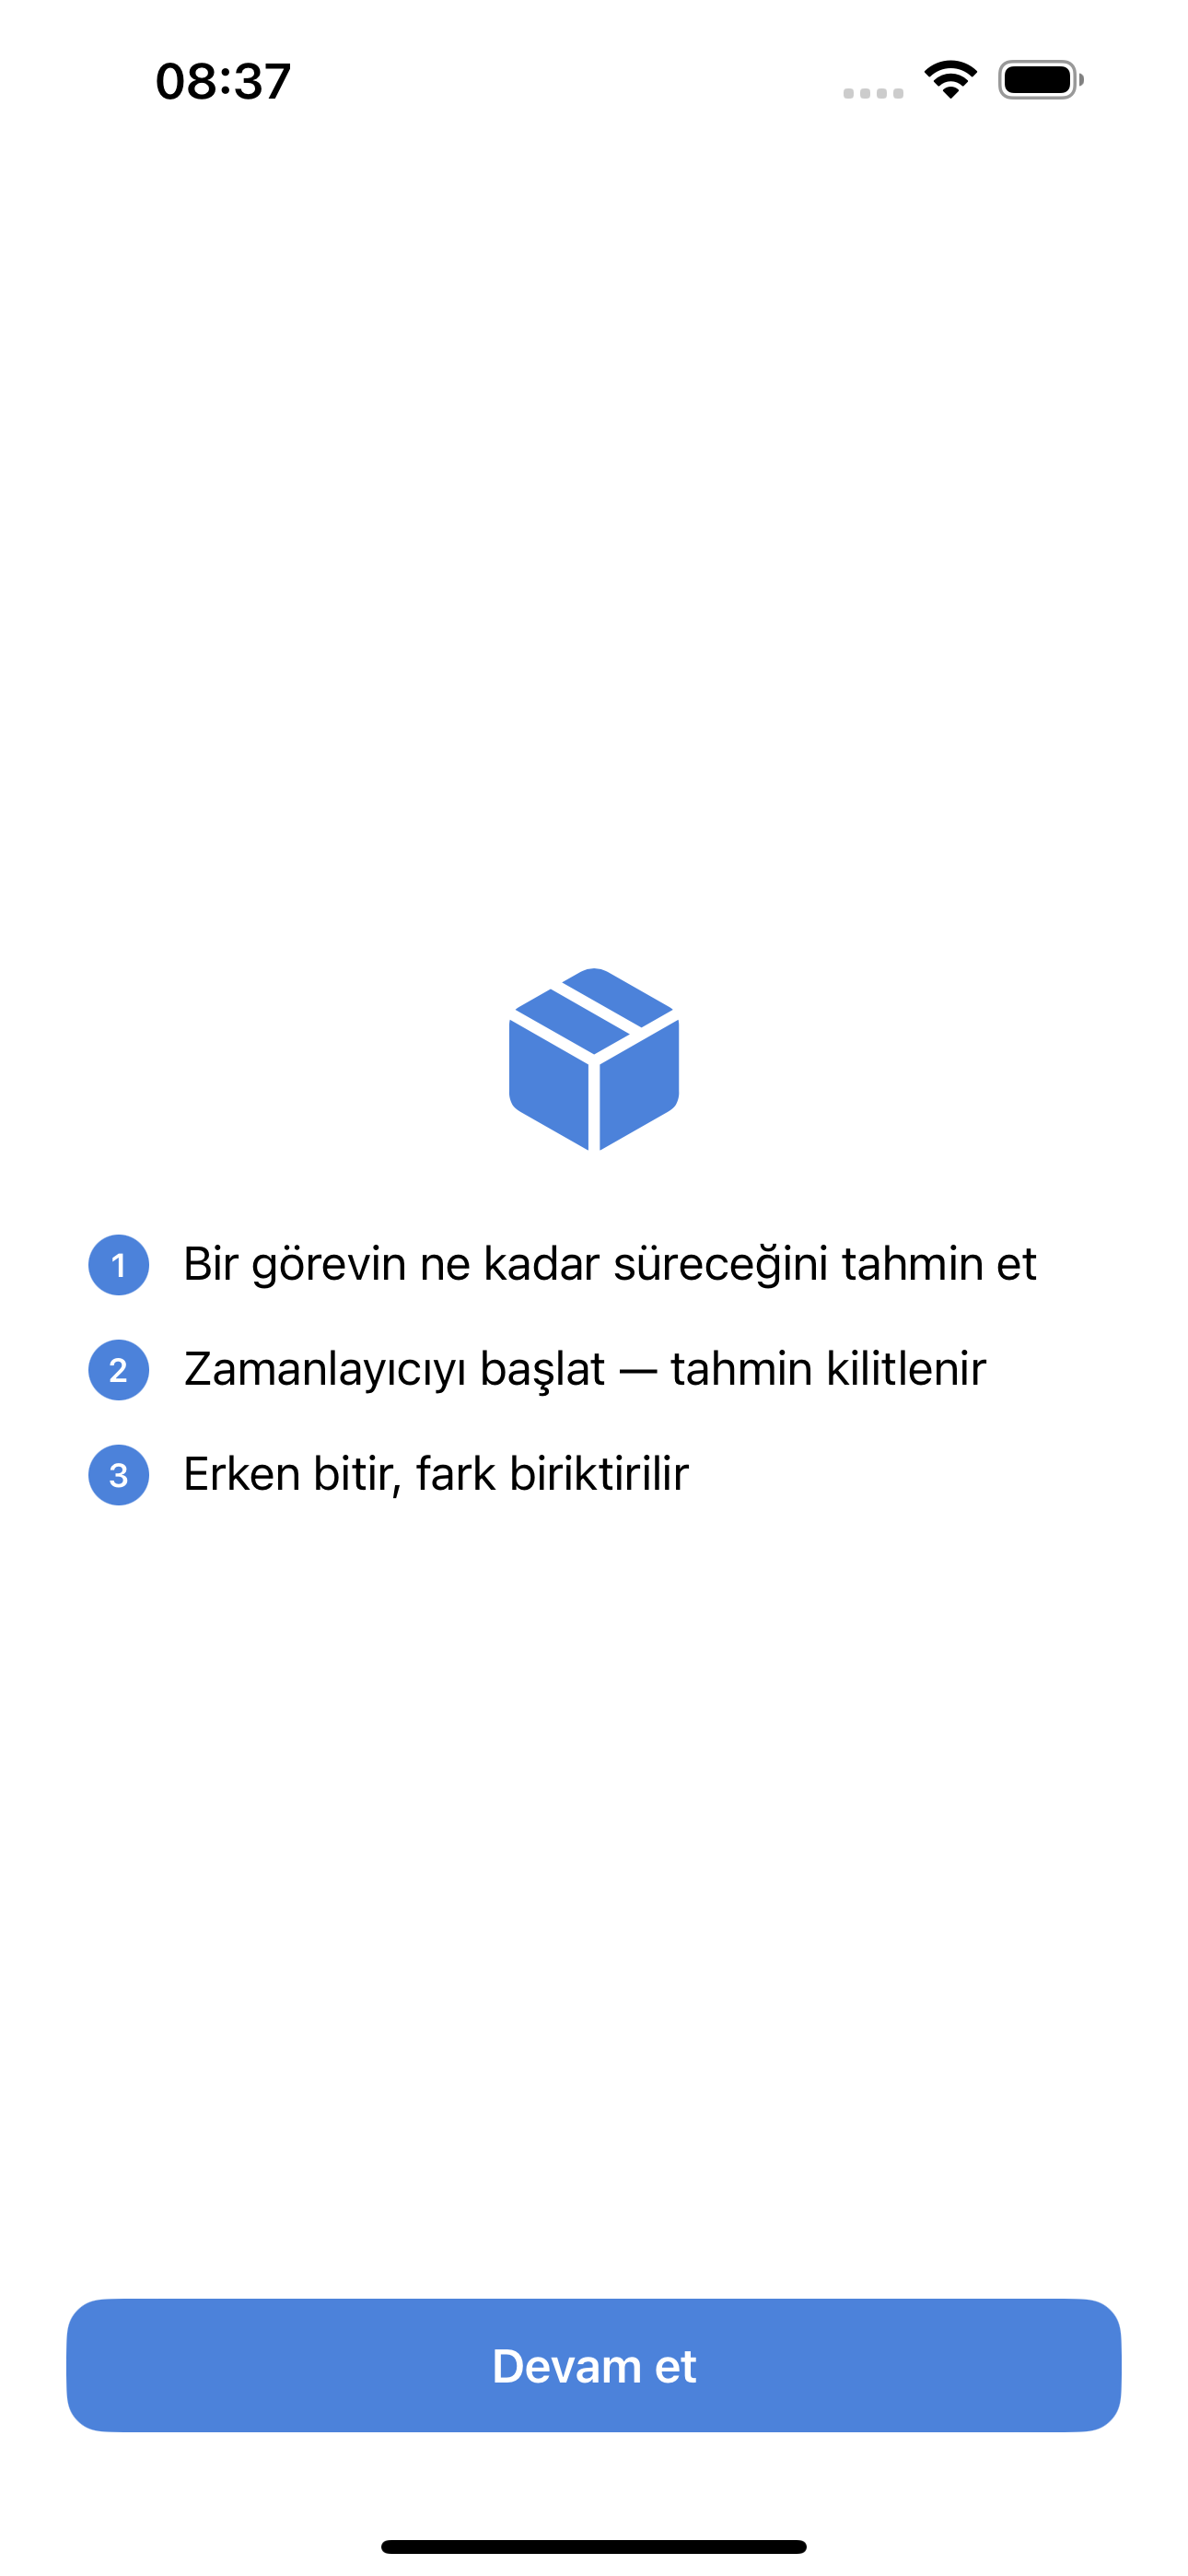 08:37
1 Bir görevin ne kadar süreceğini tahmin et
2 Zamanlayıcıyı başlat — tahmin kilitlenir
3 Erken bitir, fark biriktirilir
Devam et